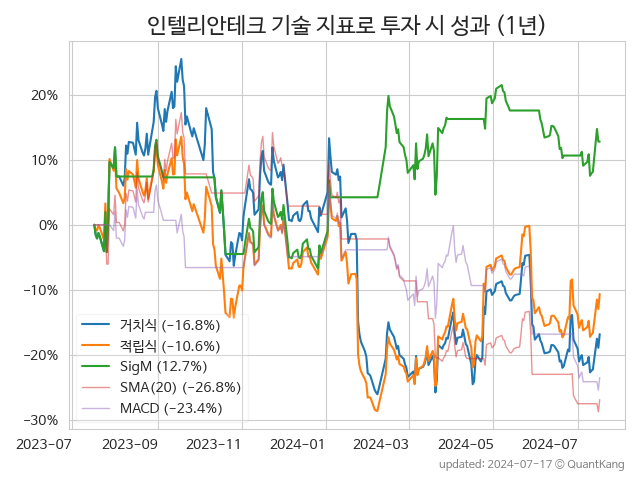 인텔리안테크 기술 지표로 투자 시 성과 (1년)
20%
10%
0%
−10%
−20%
−30%
거치식 (−16.8%)
적립식 (−10.6%)
SigM (12.7%)
SMA(20) (−26.8%)
MACD (−23.4%)
2023-07 2023-09 2023-11 2024-01 2024-03 2024-05 2024-07
updated: 2024-07-17 © QuantKang